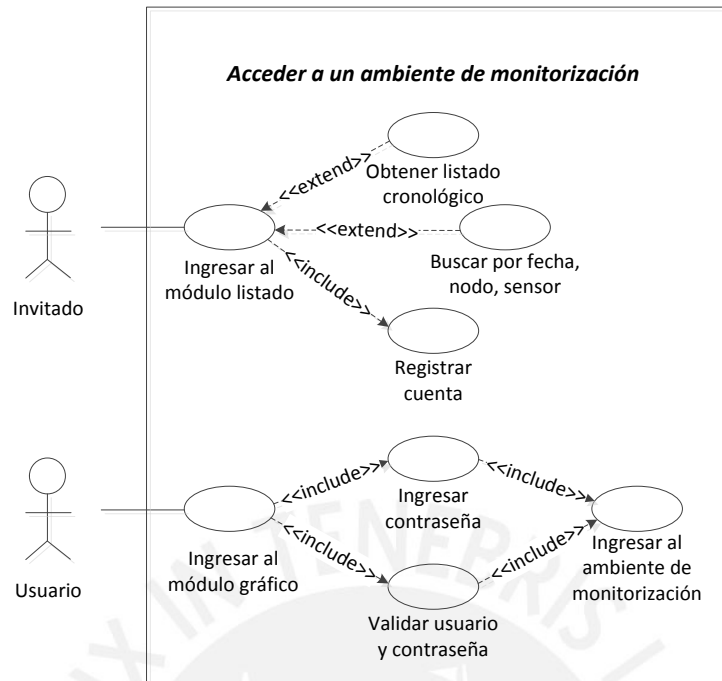 Acceder a un ambiente de monitorización
<<extend>>
Obtener listado
cronológico
<<extend>>
Buscar por fecha,
nodo, sensor
Ingresar al
módulo listado
<<include>>
Invitado
Registrar
cuenta
<<include>>
Ingresar
contraseña
<<include>>
Ingresar al
módulo gráfico
<<include>>
Validar usuario
y contraseña
<<include>>
Ingresar al
ambiente de
monitorización
Usuario
X IN TENEBRIS L